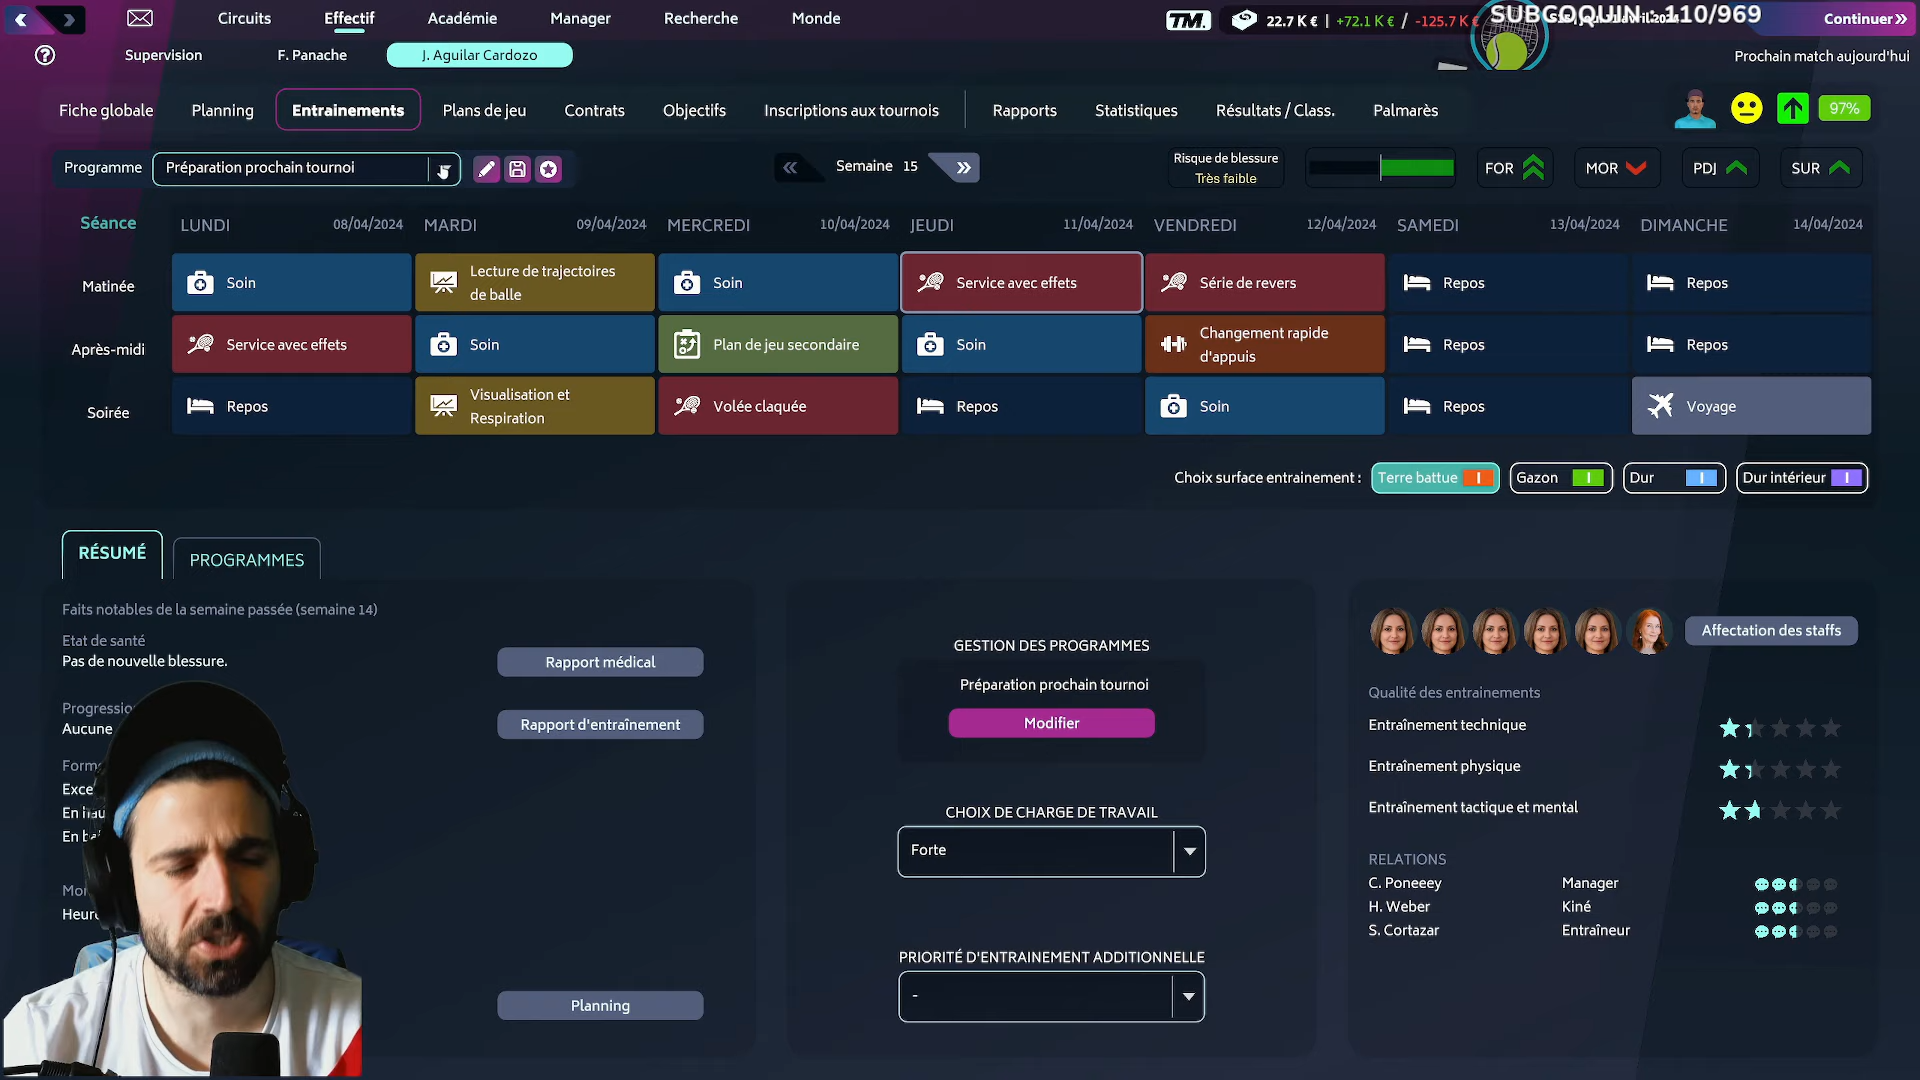 Circuits
Effectif
Académie
Manager
Recherche
Monde
TM.
22.7 K € | +72.1 K € / -125.7 K €
SUBCOQUIN : 110/969
Continuer
Supervision
F. Panache
J. Aguilar Cardozo
Prochain match aujourd'hui
Fiche globale
Planning
Entrainements
Plans de jeu
Contrats
Objectifs
Inscriptions aux tournois
Rapports
Statistiques
Résultats / Class.
Palmarès
97%
Programme
Préparation prochain tournoi
Semaine 15
Risque de blessure
Très faible
FOR
MOR
PDJ
SUR
Séance
LUNDI 08/04/2024
MARDI 09/04/2024
MERCREDI 10/04/2024
JEUDI 11/04/2024
VENDREDI 12/04/2024
SAMEDI 13/04/2024
DIMANCHE 14/04/2024
Matinée
Soin
Lecture de trajectoires
de balle
Soin
Service avec effets
Série de revers
Repos
Repos
Après-midi
Service avec effets
Soin
Plan de jeu secondaire
Soin
Changement rapide
d'appuis
Repos
Repos
Soirée
Repos
Visualisation et
Respiration
Volée claquée
Repos
Soin
Repos
Voyage
Choix surface entrainement :
Terre battue
Gazon
Dur
Dur intérieur
RÉSUMÉ
PROGRAMMES
Faits notables de la semaine passée (semaine 14)
Etat de santé
Pas de nouvelle blessure.
Rapport médical
Aucune
Rapport d'entraînement
Planning
GESTION DES PROGRAMMES
Préparation prochain tournoi
Modifier
CHOIX DE CHARGE DE TRAVAIL
Forte
PRIORITÉ D'ENTRAINEMENT ADDITIONNELLE
-
Affectation des staffs
Qualité des entrainements
Entraînement technique
Entraînement physique
Entraînement tactique et mental
RELATIONS
C. Poneeey Manager
H. Weber Kiné
S. Cortazar Entraîneur